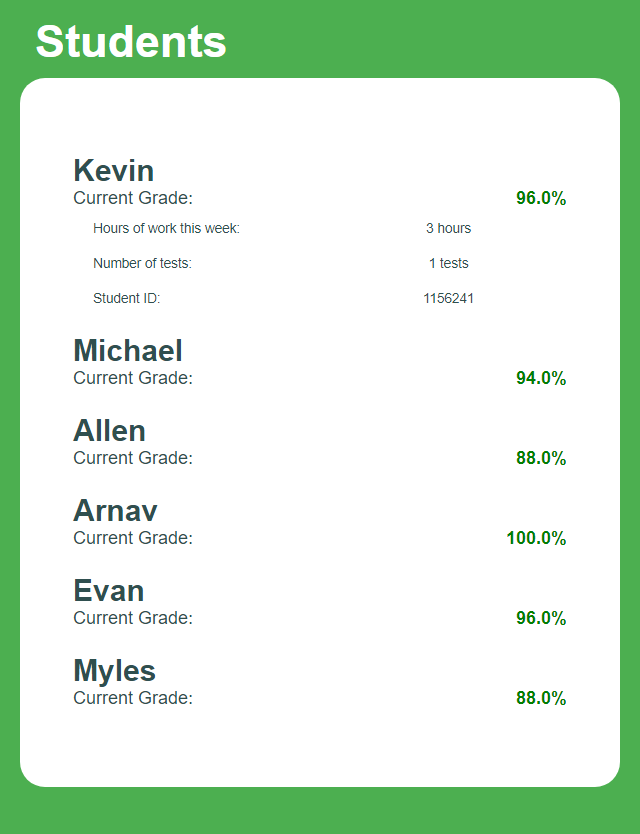 Students
Kevin
Current Grade: 96.0%
Hours of work this week: 3 hours
Number of tests: 1 tests
Student ID: 1156241
Michael
Current Grade: 94.0%
Allen
Current Grade: 88.0%
Arnav
Current Grade: 100.0%
Evan
Current Grade: 96.0%
Myles
Current Grade: 88.0%